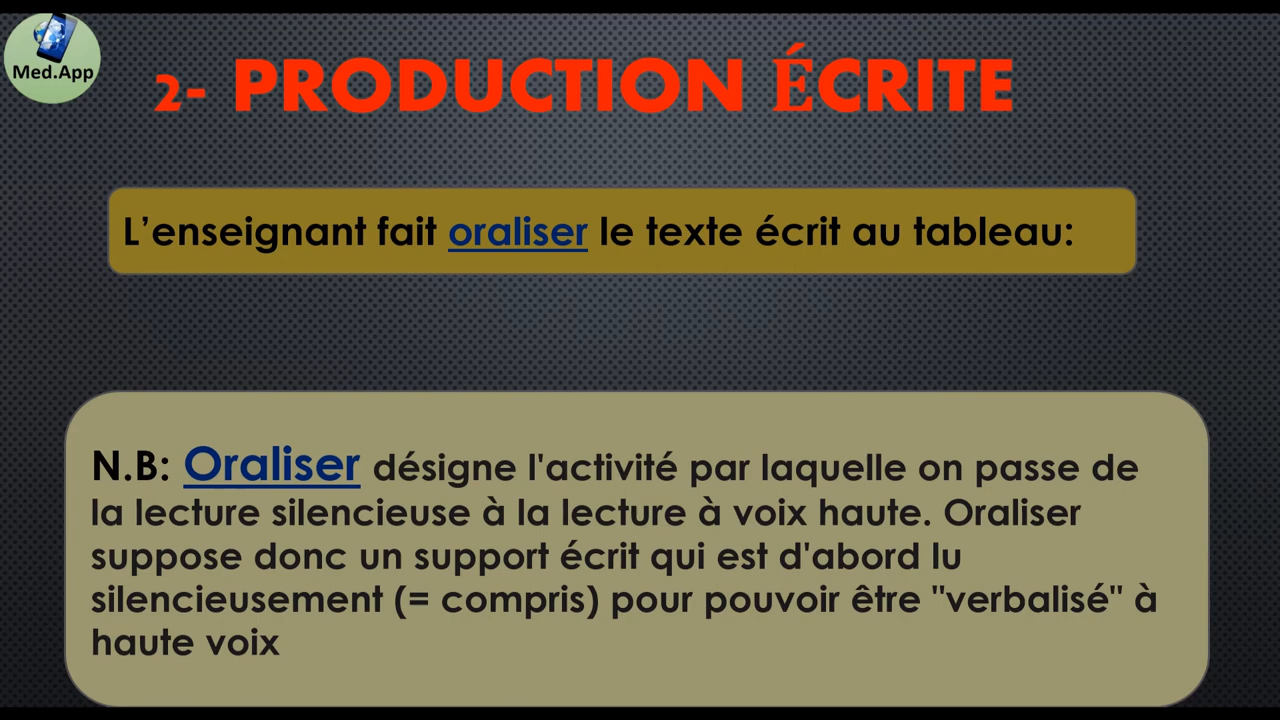 Med.App
2- PRODUCTION ÉCRITE
L’enseignant fait oraliser le texte écrit au tableau:
N.B: Oraliser désigne l'activité par laquelle on passe de
la lecture silencieuse à la lecture à voix haute. Oraliser
suppose donc un support écrit qui est d'abord lu
silencieusement (= compris) pour pouvoir être "verbalisé" à
haute voix